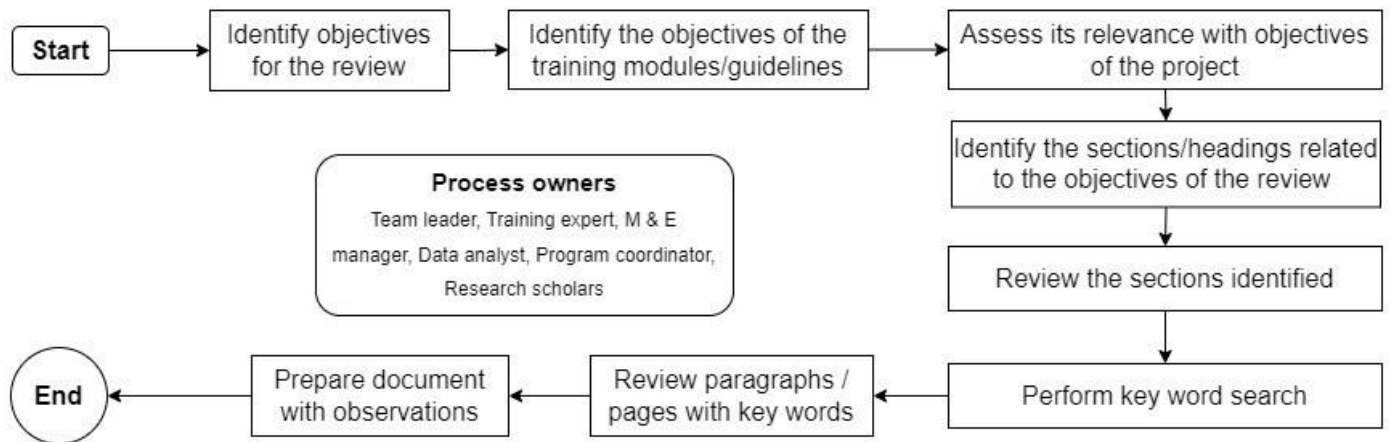 Start
Identify objectives
for the review
Identify the objectives of the
training modules/guidelines
Assess its relevance with objectives
of the project
Identify the sections/headings related
to the objectives of the review
Process owners
Team leader, Training expert, M & E
manager, Data analyst, Program coordinator,
Research scholars
Review the sections identified
Perform key word search
Review paragraphs /
pages with key words
Prepare document
with observations
End